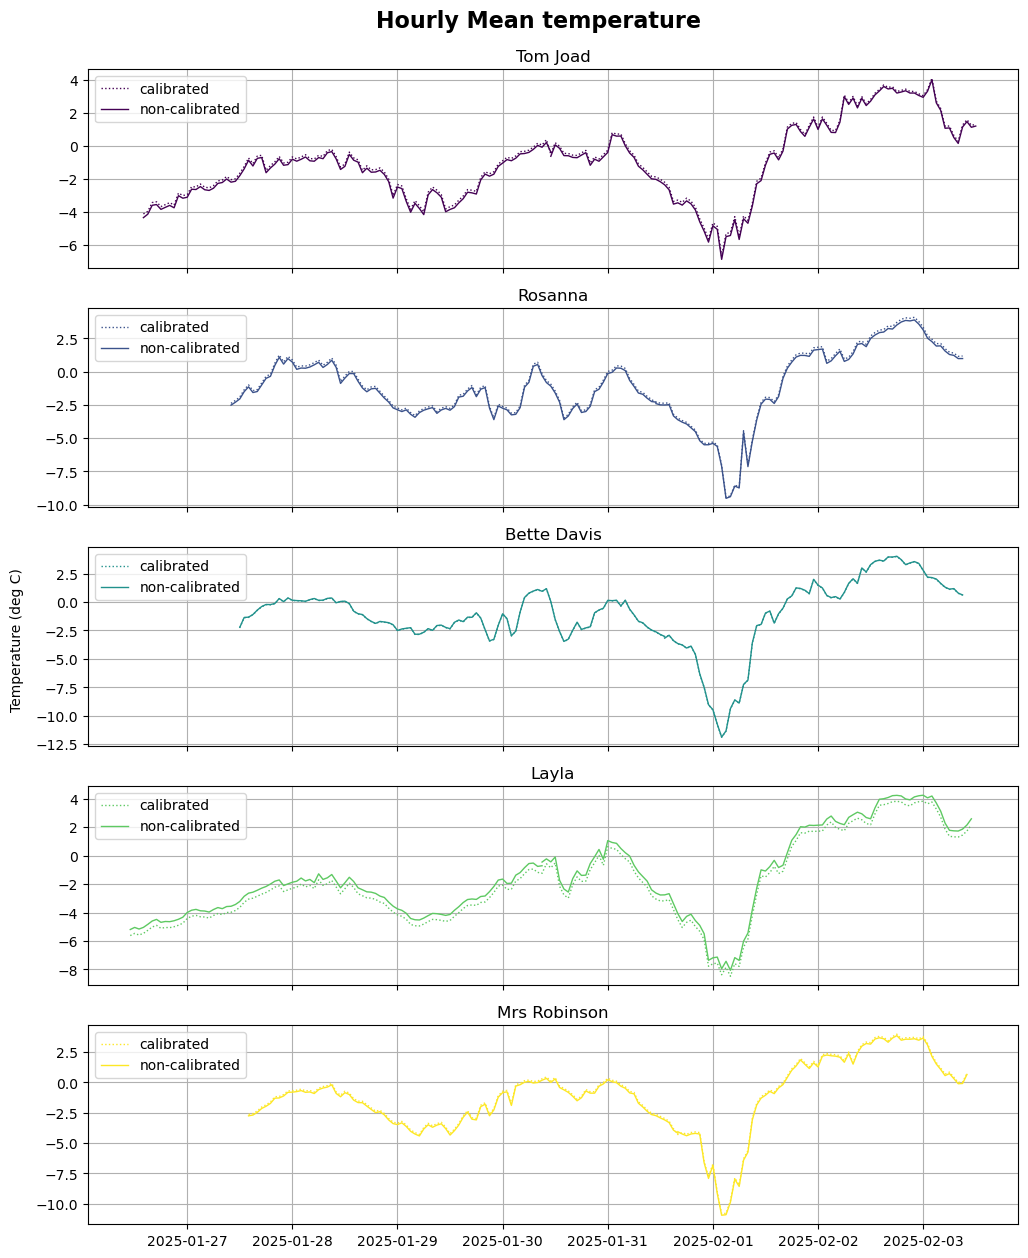 Hourly Mean temperature
Tom Joad
calibrated
non-calibrated
4
2
0
−2
−4
−6
Rosanna
calibrated
non-calibrated
2.5
0.0
−2.5
−5.0
−7.5
−10.0
Bette Davis
calibrated
non-calibrated
2.5
0.0
−2.5
−5.0
−7.5
−10.0
−12.5
Temperature (deg C)
Layla
calibrated
non-calibrated
4
2
0
−2
−4
−6
−8
Mrs Robinson
calibrated
non-calibrated
2.5
0.0
−2.5
−5.0
−7.5
−10.0
2025-01-27 2025-01-28 2025-01-29 2025-01-30 2025-01-31 2025-02-01 2025-02-02 2025-02-03